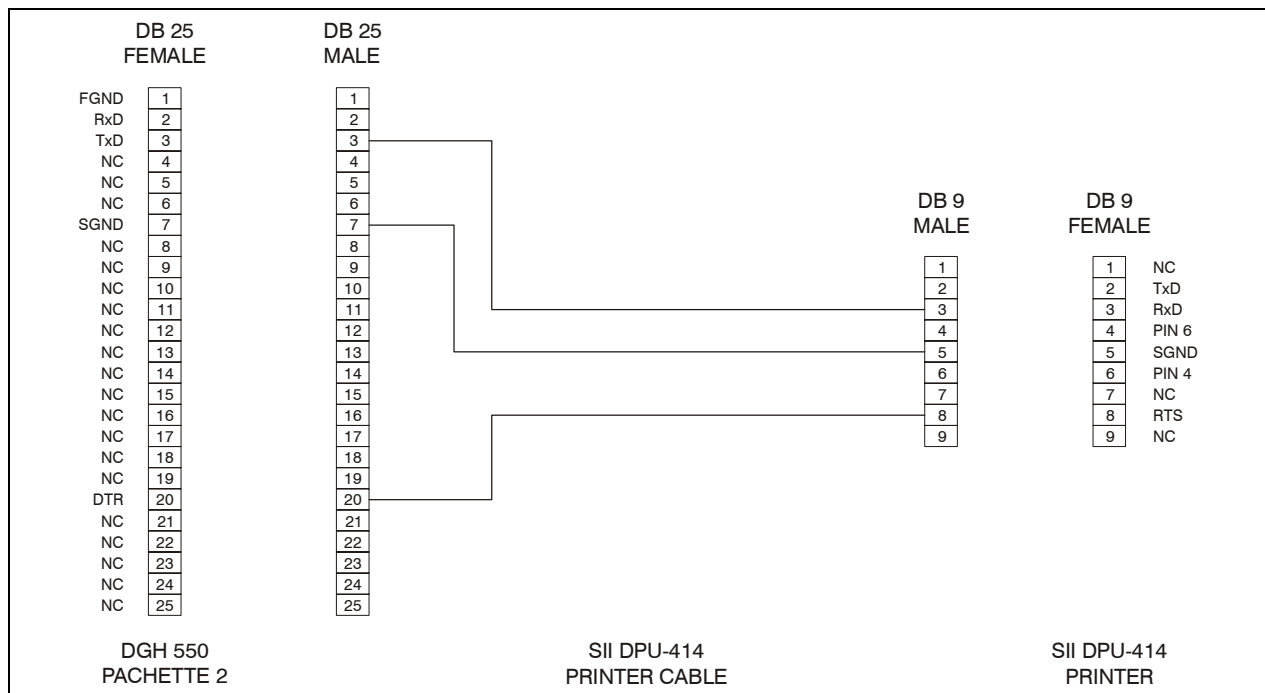 DB 25
FEMALE
DB 25
MALE
FGND 1 1
RxD 2 2
TxD 3 3
NC 4 4
NC 5 5
NC 6 6
SGND 7 7
NC 8 8
NC 9 9
NC 10 10
NC 11 11
NC 12 12
NC 13 13
NC 14 14
NC 15 15
NC 16 16
NC 17 17
NC 18 18
NC 19 19
DTR 20 20
NC 21 21
NC 22 22
NC 23 23
NC 24 24
NC 25 25
DB 9
MALE
DB 9
FEMALE
1 1 NC
2 2 TxD
3 3 RxD
4 4 PIN 6
5 5 SGND
6 6 PIN 4
7 7 NC
8 8 RTS
9 9 NC
DGH 550
PACHETTE 2
SII DPU-414
PRINTER CABLE
SII DPU-414
PRINTER